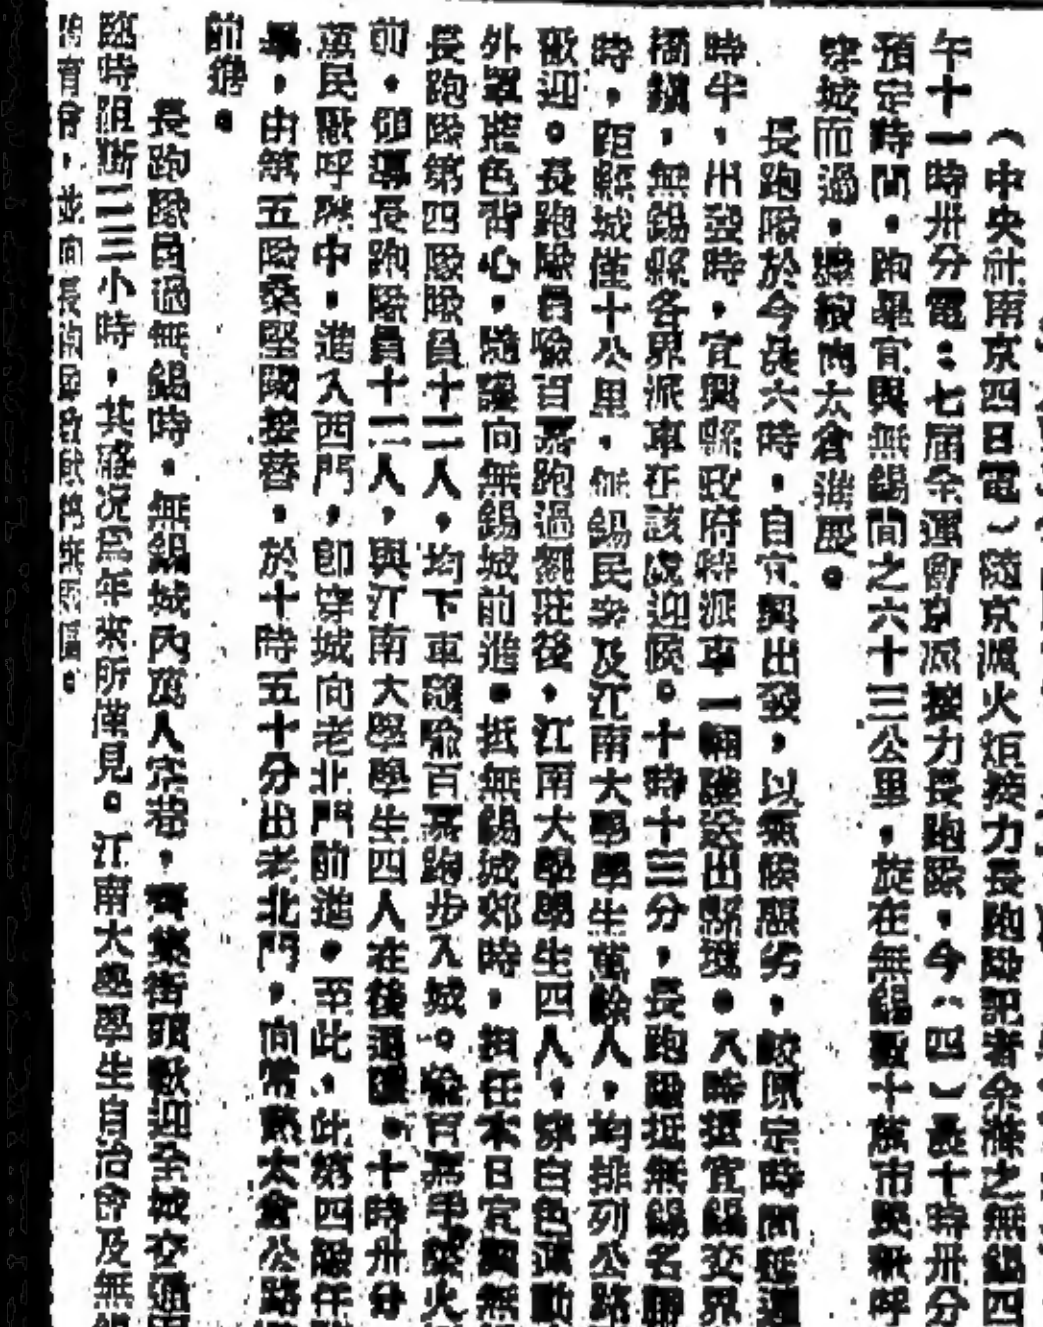 （中央社南京四日電）隨京滬火炬接力長跑隊記者余滌之無錫四
午十一時卅分電：七屆全運會京滬接力長跑隊，今（四）晨十時卅分
預定時間，跑畢宜興無錫間之六十三公里，旋在無錫數十萬市民歡呼
穿城而過，繼續向太倉進展。
長跑隊於今晨六時，自宜興出發，以氣候惡劣，較原定時間延遲
時半，出發時，宜興縣政府特派車一輛護送出縣境。入時抵宜錫交界
橋鎮，無錫縣各界派車在該處迎候。十時十三分，長跑隊抵無錫名勝
時，距縣城僅十八里，無錫民眾及江南大學學生萬餘人，均排列公路
歡迎。長跑隊員喻百嘉跑過 莊後，江南大學學生四人，穿白色運動
外罩藍色背心，隨護向無錫城前進。抵無錫城郊時，擔任本日宜興無
長跑隊第四隊隊員十二人，均下車隨喻百嘉跑步入城。喻百嘉手擎火
前，領導長跑隊員十二人，與江南大學學生四人在後追隨。十時卅分
萬民歡呼聲中，進入西門，即穿城向老北門前進，至此，此第四隊任
畢，由第五隊桑堅國接替，於十時五十分出老北門，向常熟太倉公路
前進。
長跑隊員過無錫時，無錫城內萬人空巷， 集街頭歡迎全城交通
臨時阻斷二三小時，其盛況為年來所僅見。江南大學學生自治會及無錫
體育會，並向長跑隊致獻錦旗兩幅。